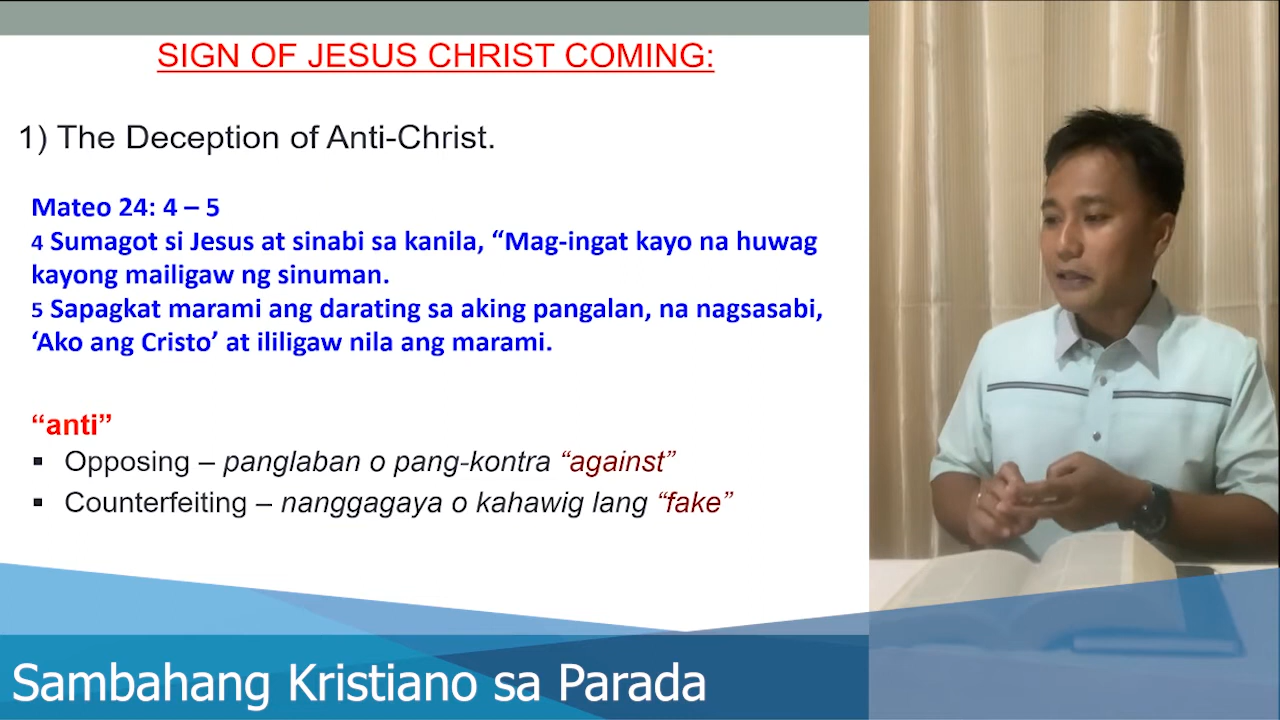 SIGN OF JESUS CHRIST COMING:
1) The Deception of Anti-Christ.
Mateo 24: 4 – 5
4 Sumagot si Jesus at sinabi sa kanila, “Mag-ingat kayo na huwag
kayong mailigaw ng sinuman.
5 Sapagkat marami ang darating sa aking pangalan, na nagsasabi,
‘Ako ang Cristo’ at ililigaw nila ang marami.
“anti”
▪ Opposing – panglaban o pang-kontra “against”
▪ Counterfeiting – nanggagaya o kahawig lang “fake”
Sambahang Kristiano sa Parada